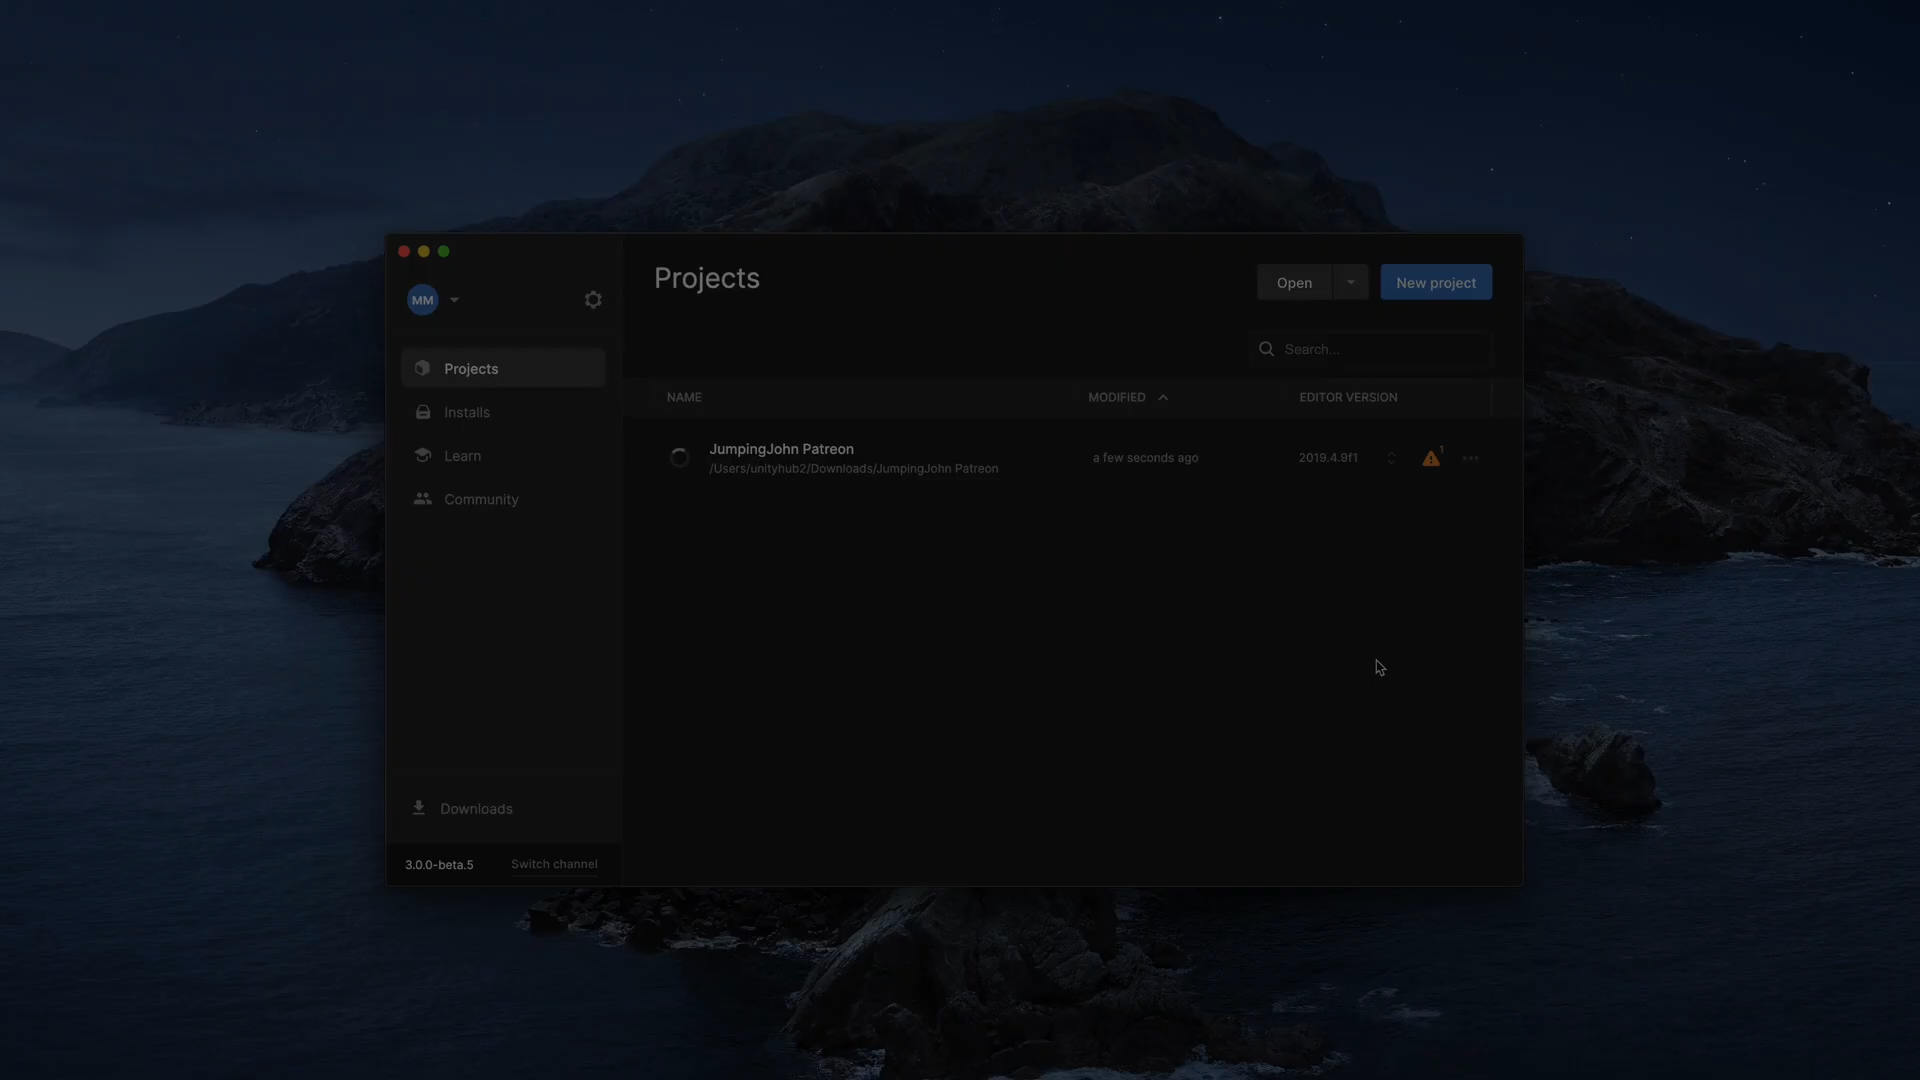 MM
Projects
Installs
Learn
Community
Downloads
3.0.0-beta.5 Switch channel
Projects
Open
New project
Search...
NAME MODIFIED EDITOR VERSION
JumpingJohn Patreon
/Users/unityhub2/Downloads/JumpingJohn Patreon
a few seconds ago
2019.4.9f1
1